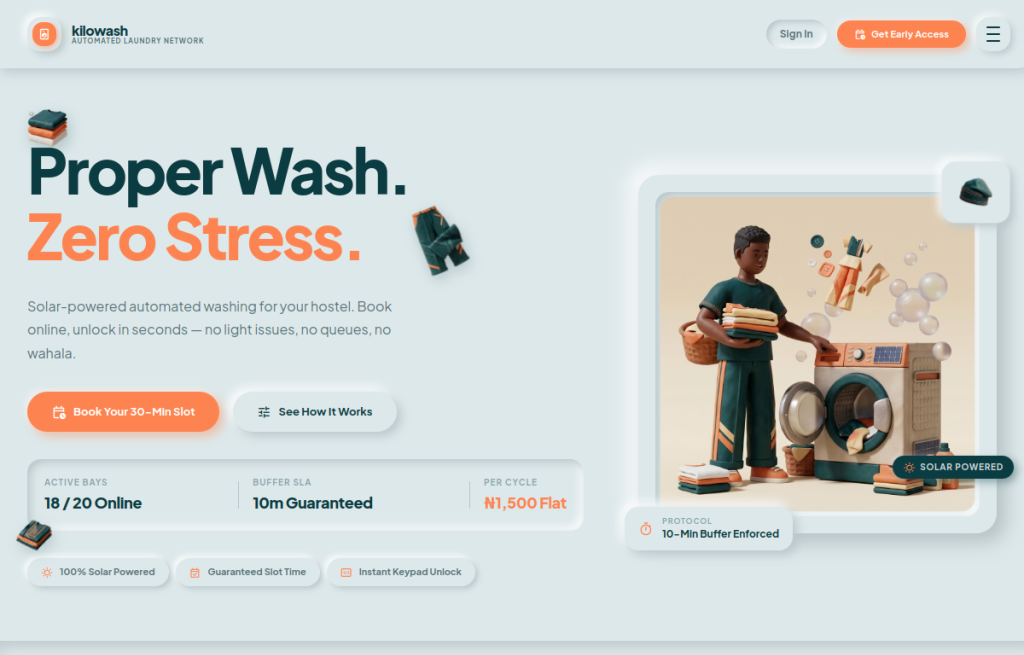 kilowash
AUTOMATED LAUNDRY NETWORK
Sign In
Get Early Access
Proper Wash.
Zero Stress.
Solar-powered automated washing for your hostel. Book
online, unlock in seconds — no light issues, no queues, no
wahala.
Book Your 30-Min Slot
See How It Works
ACTIVE BAYS
18 / 20 Online
BUFFER SLA
10m Guaranteed
PER CYCLE
₦1,500 Flat
100% Solar Powered
Guaranteed Slot Time
Instant Keypad Unlock
SOLAR POWERED
PROTOCOL
10-Min Buffer Enforced